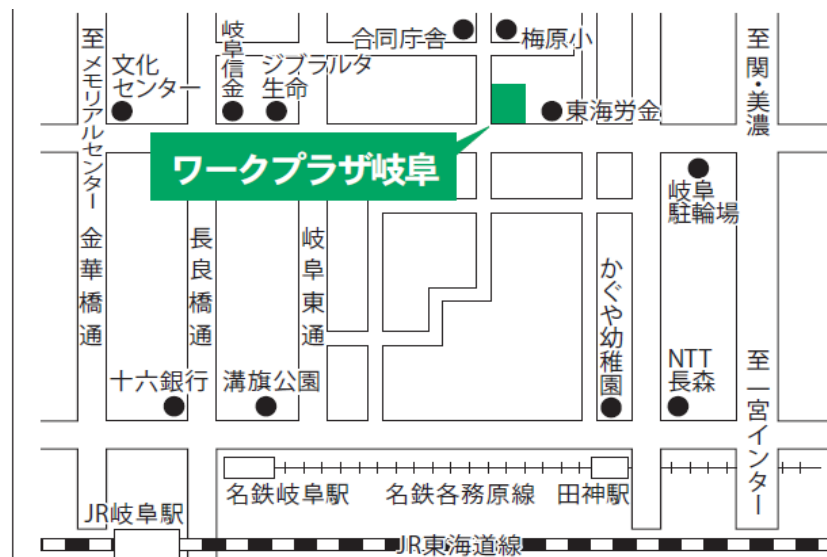 至メモリアルセンター
文化
センター
岐阜信金
ジブラルタ
生命
合同庁舎
梅原小
東海労金
至関・美濃
ワークプラザ岐阜
岐阜
駐輪場
金華橋通
長良橋通
岐阜東通
かぐや幼稚園
十六銀行
溝旗公園
NTT
長森
至一宮インター
名鉄岐阜駅
名鉄各務原線
田神駅
JR岐阜駅
JR東海道線